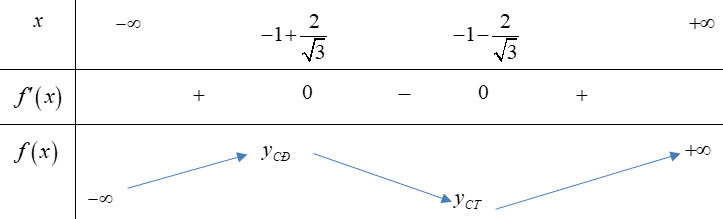 x −∞ −1+2/√3 −1−2/√3 +∞
f′(x) + 0 − 0 +
f(x) −∞ y_CĐ y_CT +∞